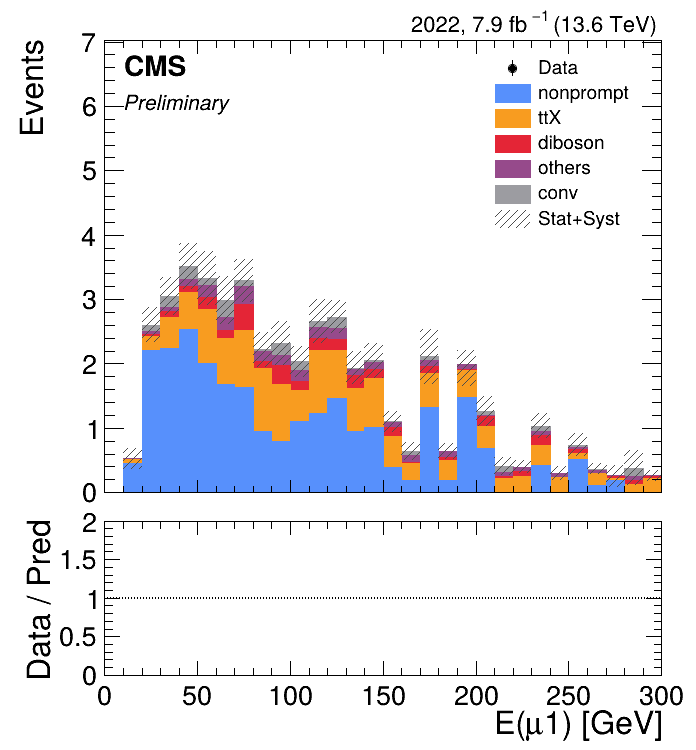 2022, 7.9 fb⁻¹ (13.6 TeV)
CMS
Preliminary
Events
7
6
5
4
3
2
1
0
Data
nonprompt
ttX
diboson
others
conv
Stat+Syst
Data / Pred
2
1.5
1
0.5
0
0 50 100 150 200 250 300
E(μ1) [GeV]